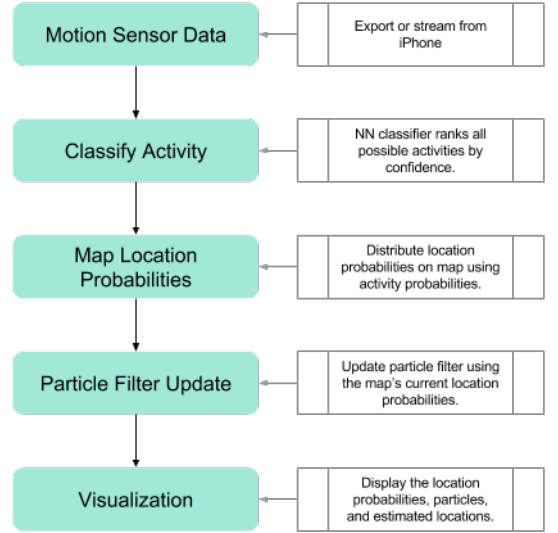 Motion Sensor Data
Export or stream from
iPhone
Classify Activity
NN classifier ranks all
possible activities by
confidence.
Map Location
Probabilities
Distribute location
probabilities on map using
activity probabilities.
Particle Filter Update
Update particle filter using
the map's current location
probabilities.
Visualization
Display the location
probabilities, particles,
and estimated locations.